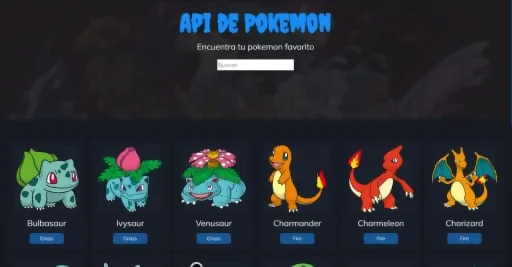 API DE POKEMON
Encuentra tu pokemon favorito
Buscar
Bulbasaur
Ivysaur
Venusaur
Charmander
Charmeleon
Charizard
Grass
Grass
Grass
Fire
Fire
Fire